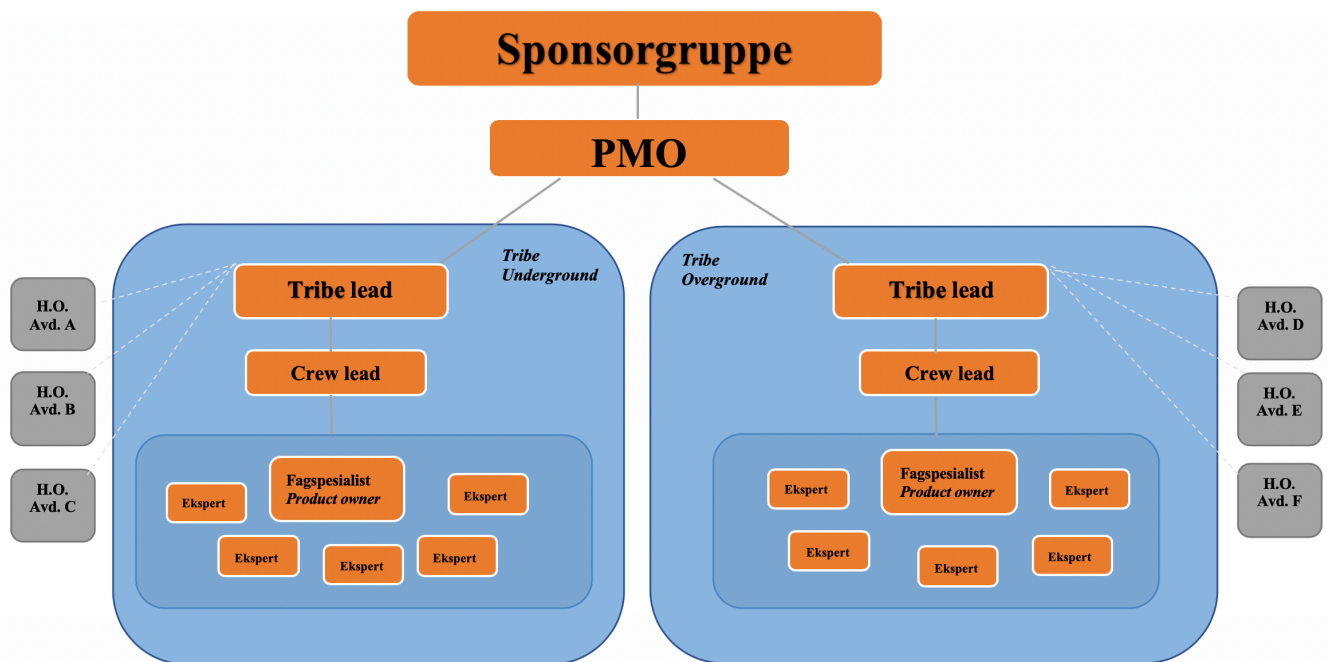 Sponsorgruppe
PMO
Tribe
Underground
Tribe lead
Crew lead
Fagspesialist
Product owner
Ekspert
Ekspert
Ekspert
Ekspert
Ekspert
H.O.
Avd. A
H.O.
Avd. B
H.O.
Avd. C
Tribe
Overground
Tribe lead
Crew lead
Fagspesialist
Product owner
Ekspert
Ekspert
Ekspert
Ekspert
Ekspert
H.O.
Avd. D
H.O.
Avd. E
H.O.
Avd. F